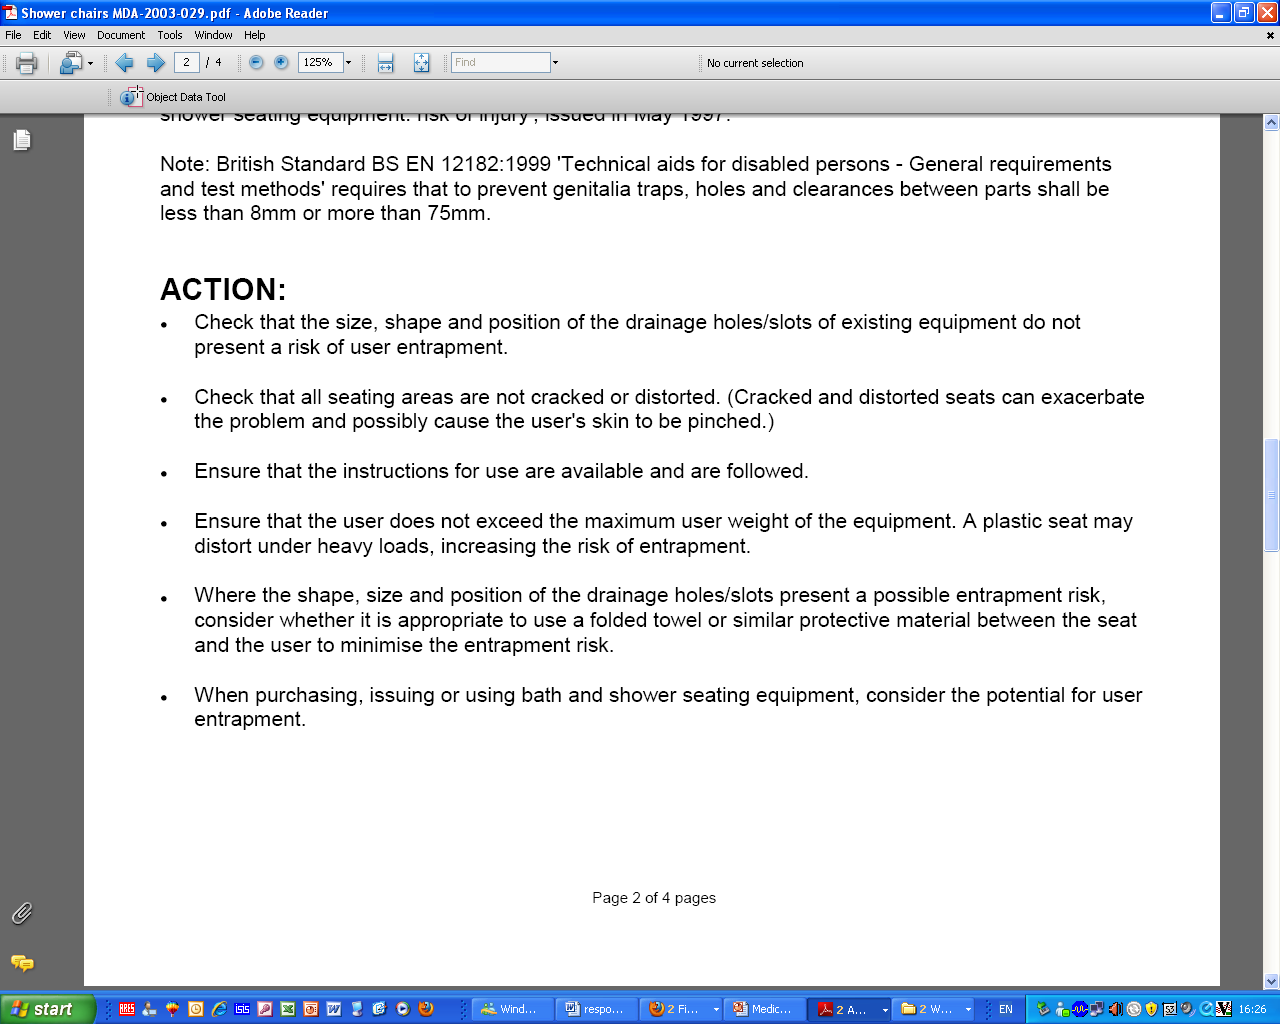 Shower chairs MDA-2003-029.pdf - Adobe Reader
File Edit View Document Tools Window Help
2 / 4 125% Find No current selection
Object Data Tool
shower seating equipment: risk of injury', issued in May 1997.
Note: British Standard BS EN 12182:1999 'Technical aids for disabled persons - General requirements
and test methods' requires that to prevent genitalia traps, holes and clearances between parts shall be
less than 8mm or more than 75mm.
ACTION:
• Check that the size, shape and position of the drainage holes/slots of existing equipment do not
present a risk of user entrapment.
• Check that all seating areas are not cracked or distorted. (Cracked and distorted seats can exacerbate
the problem and possibly cause the user's skin to be pinched.)
• Ensure that the instructions for use are available and are followed.
• Ensure that the user does not exceed the maximum user weight of the equipment. A plastic seat may
distort under heavy loads, increasing the risk of entrapment.
• Where the shape, size and position of the drainage holes/slots present a possible entrapment risk,
consider whether it is appropriate to use a folded towel or similar protective material between the seat
and the user to minimise the entrapment risk.
• When purchasing, issuing or using bath and shower seating equipment, consider the potential for user
entrapment.
Page 2 of 4 pages
start Wind... respo... 2 Fi... Medic... 2 A... 2 W... EN 16:26